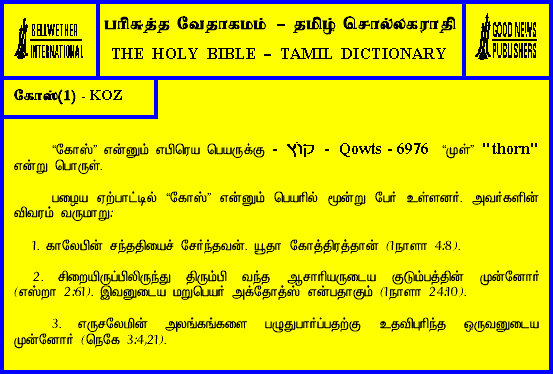 BELLWETHER
INTERNATIONAL
பரிசுத்த வேதாகமம் – தமிழ் சொல்லகராதி
THE HOLY BIBLE – TAMIL DICTIONARY
GOOD NEWS
PUBLISHERS
கோஸ்(1) - KOZ
“கோஸ்” என்னும் எபிரெய பெயருக்கு - קוֹץ - Qowts - 6976 “முள்” "thorn"
என்று பொருள்.
பழைய ஏற்பாட்டில் “கோஸ்” என்னும் பெயரில் மூன்று பேர் உள்ளனர். அவர்களின்
விவரம் வருமாறு:
1. காலேபின் சந்ததியைச் சேர்ந்தவன். யூதா கோத்திரத்தான் (1நாளா 4:8).
2. சிறையிருப்பிலிருந்து திரும்பி வந்த ஆசாரியருடைய குடும்பத்தின் முன்னோர்
(எஸ்றா 2:61). இவனுடைய மறுபெயர் அக்தோத்ஸ் என்பதாகும் (1நாளா 24:10).
3. எருசலேமின் அலங்கங்களை பழுதுபார்ப்பதற்கு உதவிபுரிந்த ஒருவனுடைய
முன்னோர் (நெகே 3:4,21).